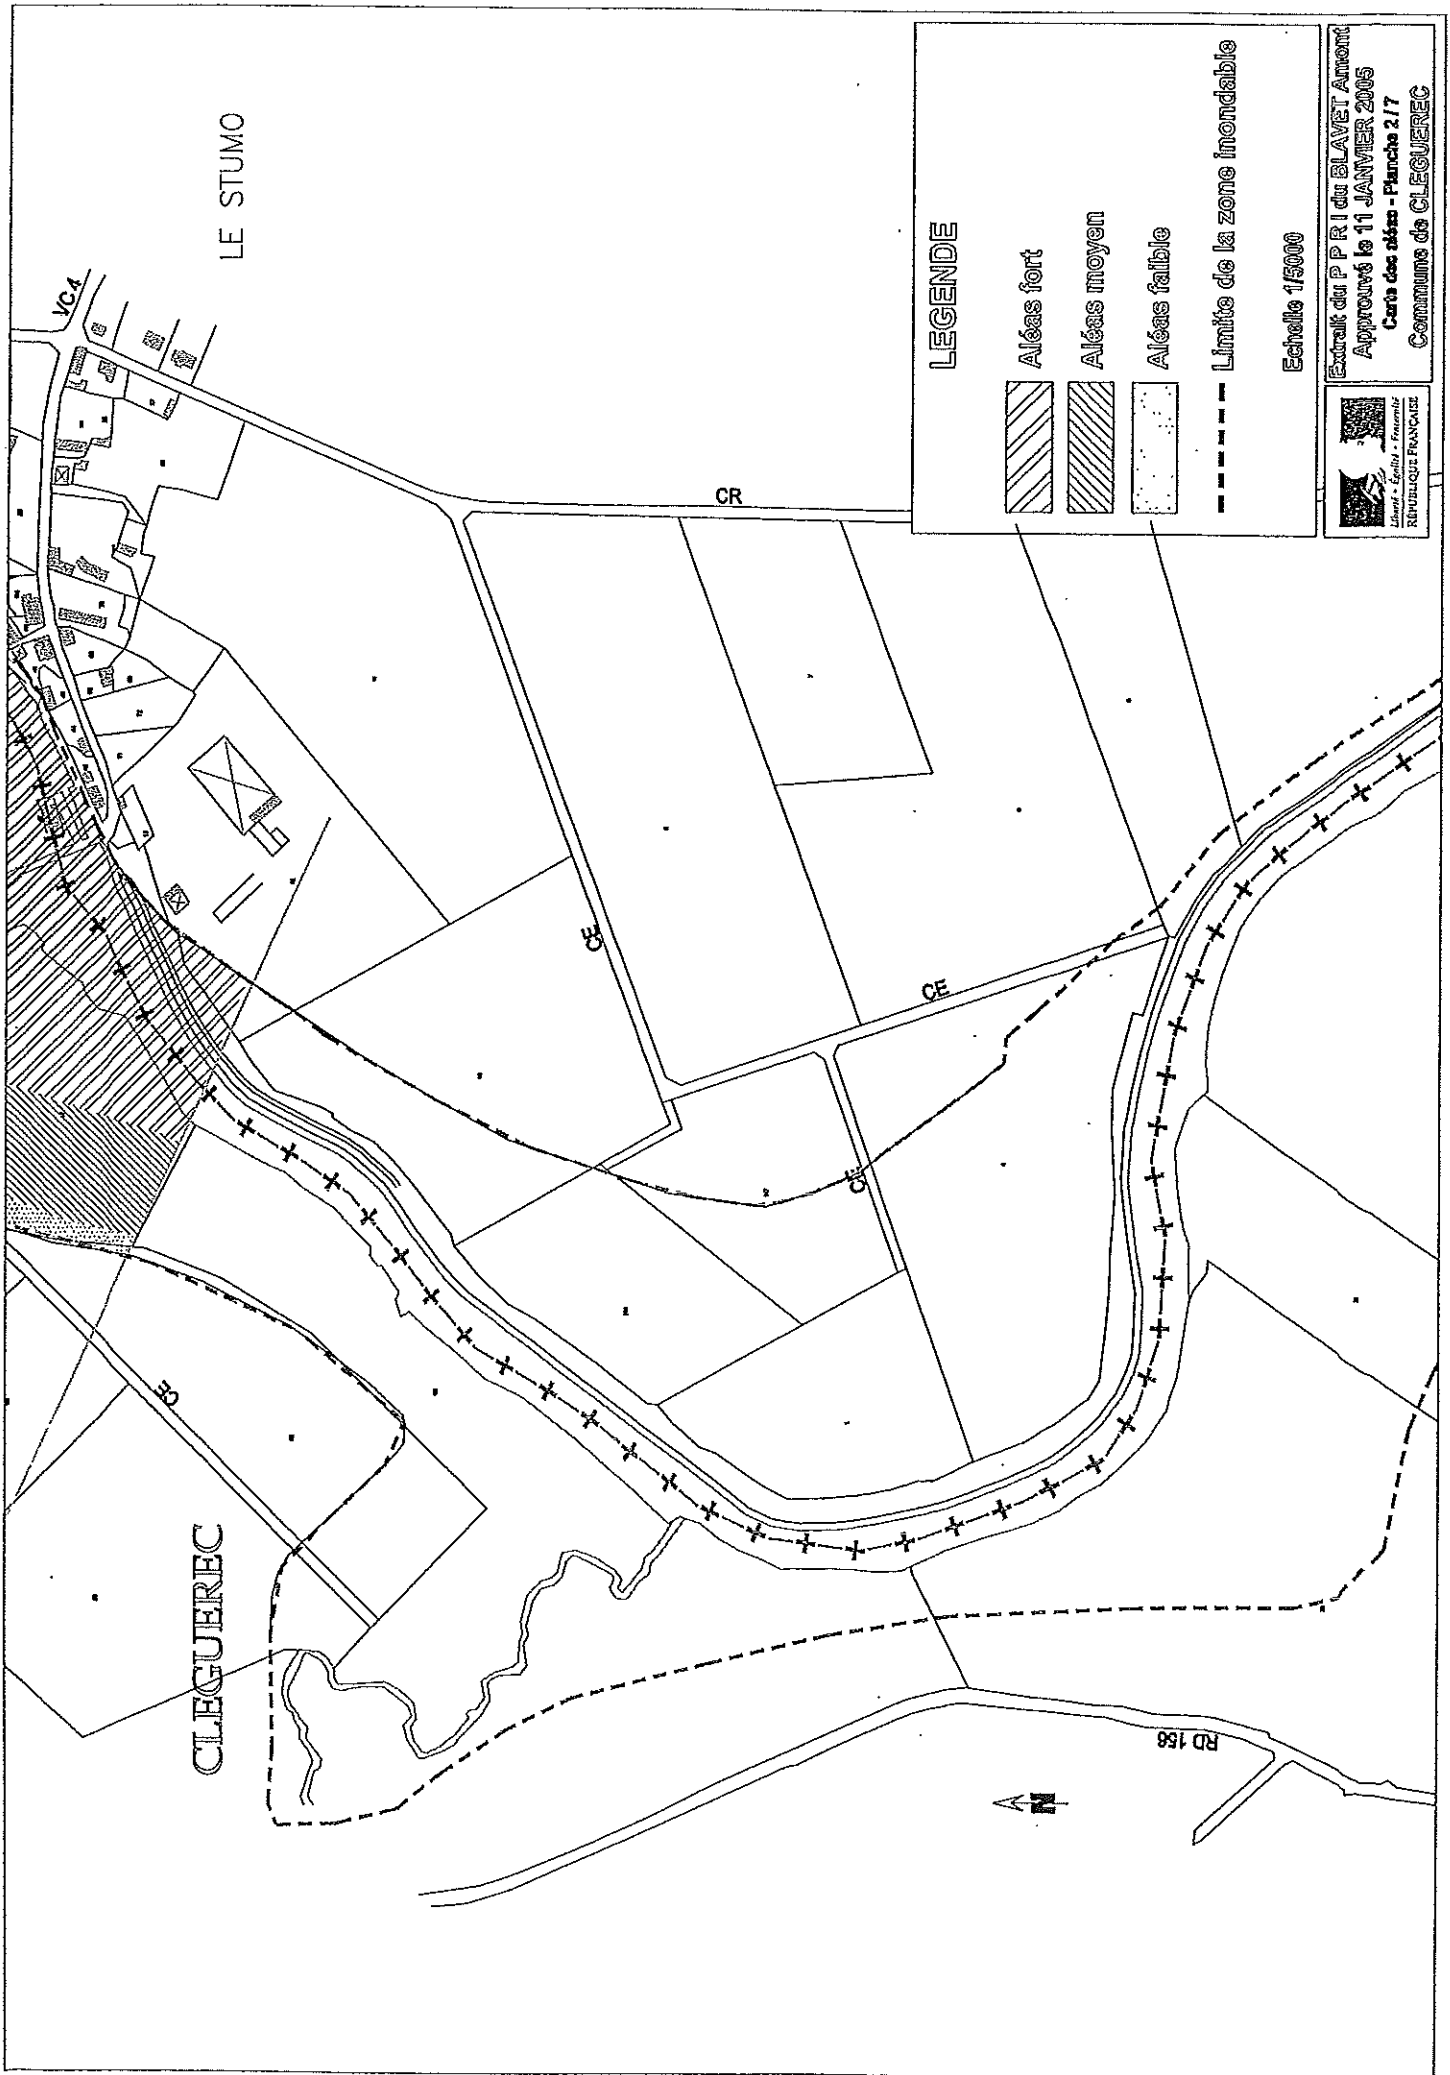 VC4
LE STUMO
CR
CE
CE
CE
CE
CLEGUEREC
RD 156
N
LEGENDE
Aléas fort
Aléas moyen
Aléas faible
Limite de la zone inondable
Echelle 1/5000
Liberté • Égalité • Fraternité
RÉPUBLIQUE FRANÇAISE
Extrait du P P R I du BLAVET Amont
Approuvé le 11 JANVIER 2005
Carte des aléas - Planche 2 / 7
Commune de CLEGUEREC